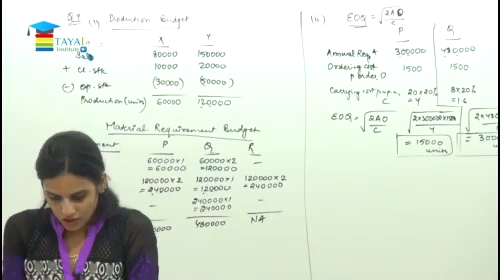 Q 9 (i) Production Budget
TAYAL
Institute
X Y
80000 150000
+ Cl. stk 10000 20000
(-) Op. stk (30000) (50000)
Production (units) 60000 120000
Material Requirement Budget
P Q R
60000×1 60000×2 —
= 60000 = 120000
120000×2 120000×1 120000×2
= 240000 = 120000 = 240000
— 240000×1 —
= 240000
480000 NA
(ii) EOQ = √2AO/C
P Q
Annual Req A 300000 480000
Ordering cost 1500 1500
p order, O
Carrying cost p.u.p.a. 20×20% 8×20%
= 4 = 1.6
EOQ = √2AO/C √2×300000×1500/4
= 15000
units
units